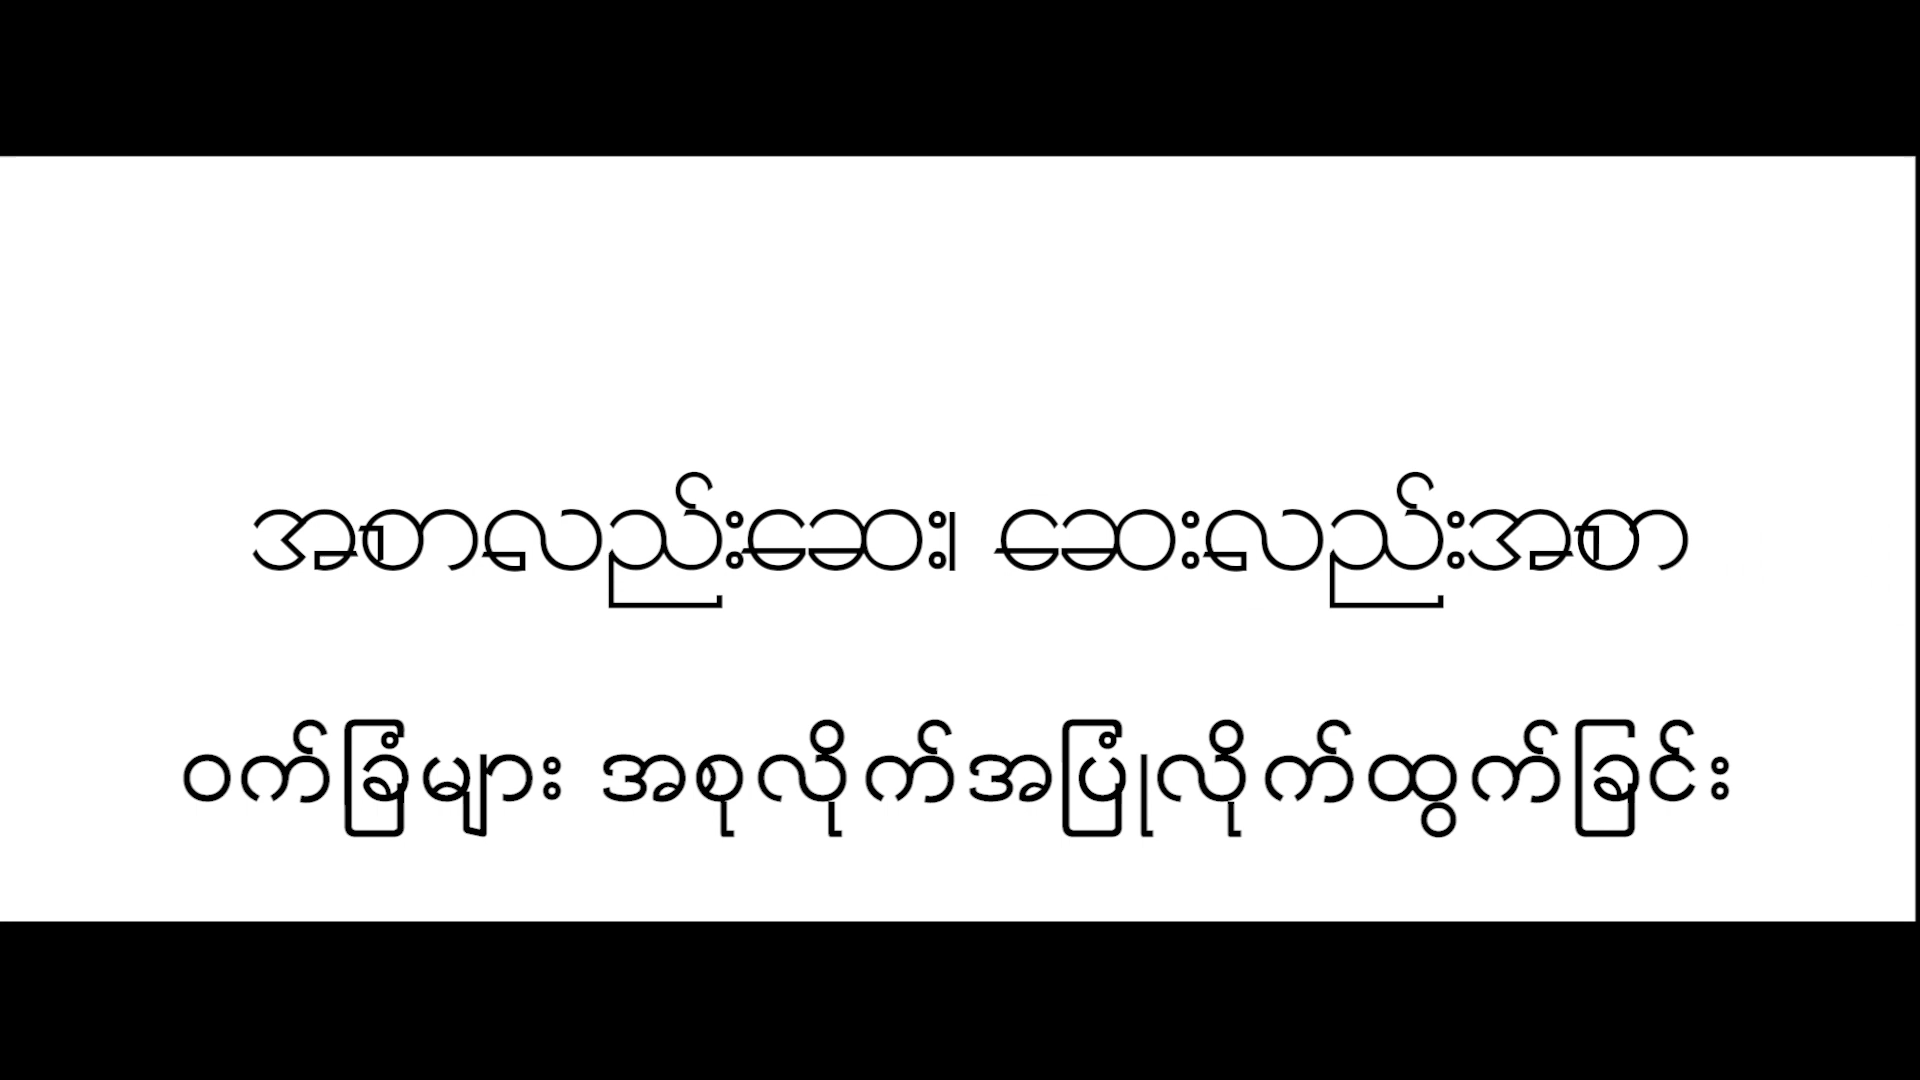 အစာလည်းဆေး၊ ဆေးလည်းအစာ
ဝက်ခြံများ အစုလိုက်အပြုံလိုက်ထွက်ခြင်း